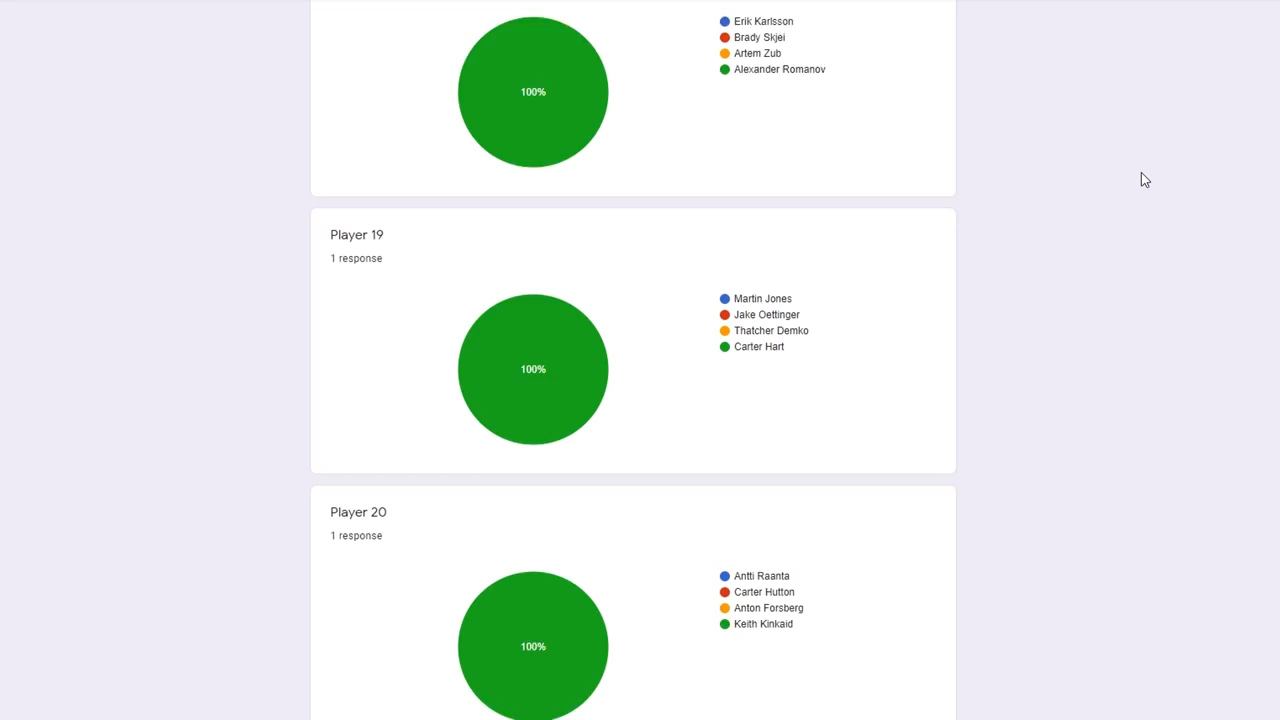 100%
Erik Karlsson
Brady Skjei
Artem Zub
Alexander Romanov
Player 19
1 response
100%
Martin Jones
Jake Oettinger
Thatcher Demko
Carter Hart
Player 20
1 response
100%
Antti Raanta
Carter Hutton
Anton Forsberg
Keith Kinkaid